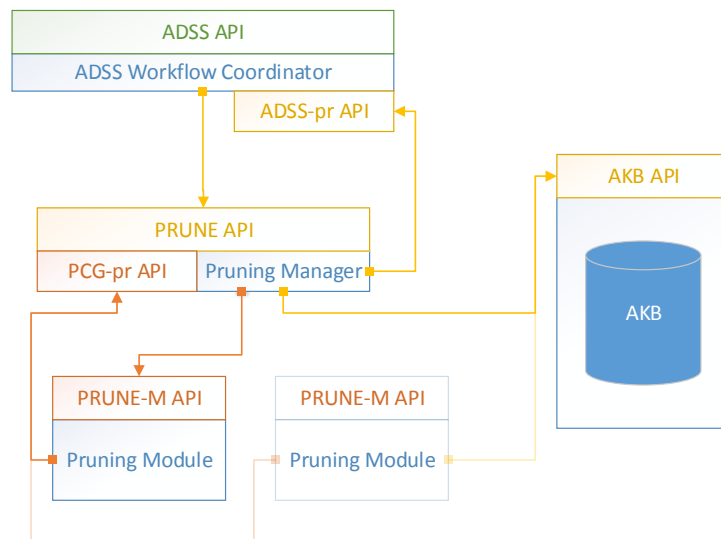 ADSS API
ADSS Workflow Coordinator
ADSS-pr API
AKB API
PRUNE API
PCG-pr API
Pruning Manager
AKB
PRUNE-M API
PRUNE-M API
Pruning Module
Pruning Module